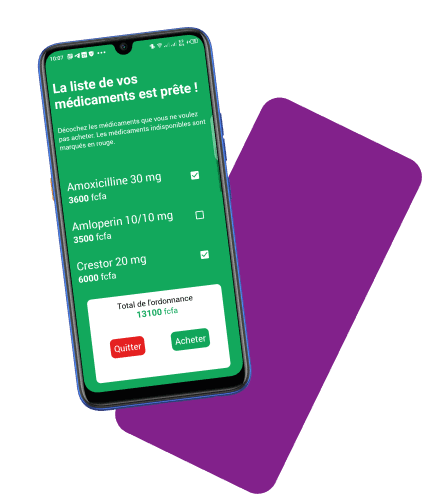 10:07
La liste de vos
médicaments est prête !
Décochez les médicaments que vous ne voulez
pas acheter. Les médicaments indisponibles sont
marqués en rouge.
Amoxicilline 30 mg
3600 fcfa
Amloperin 10/10 mg
3500 fcfa
Crestor 20 mg
6000 fcfa
Total de l'ordonnance
13100 fcfa
Quitter Acheter